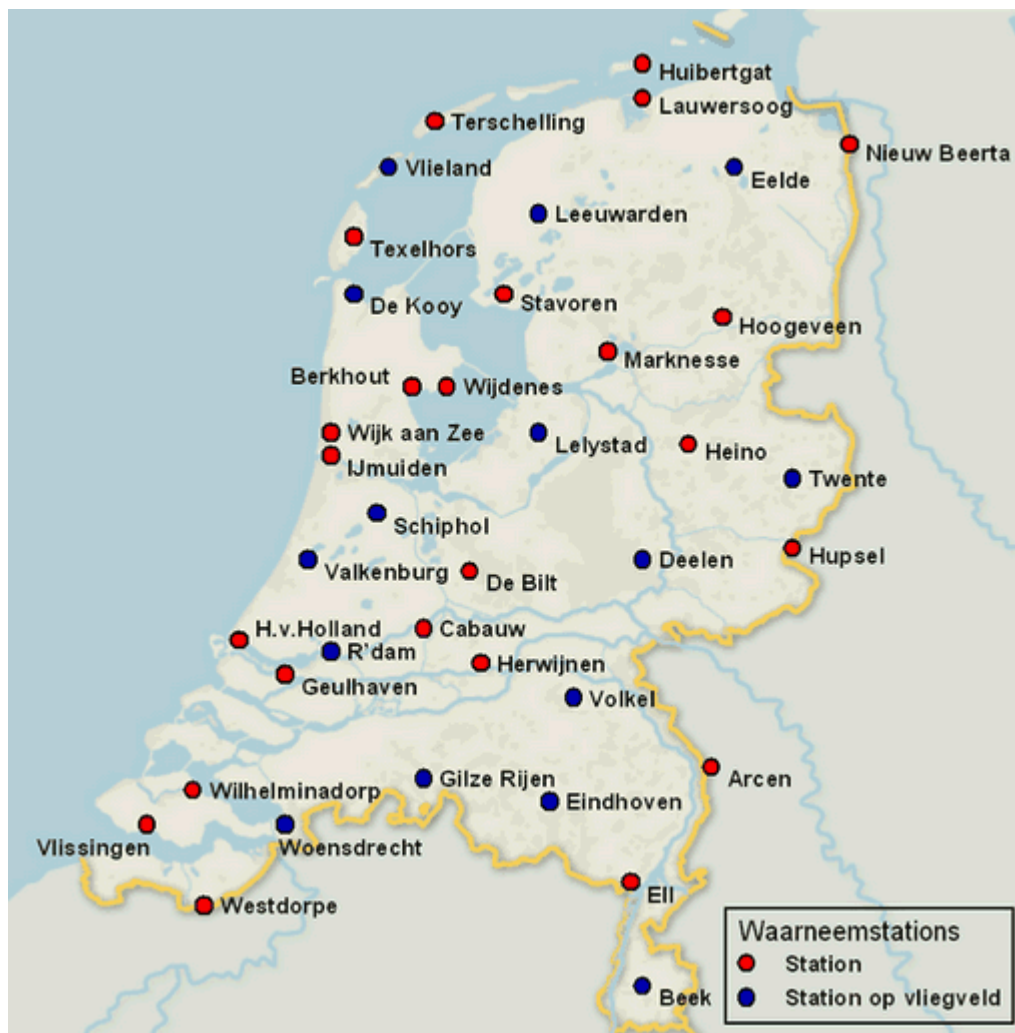 Huibertgat
Lauwersoog
Terschelling
Nieuw Beerta
Vlieland
Eelde
Leeuwarden
Texelhors
De Kooy
Stavoren
Hoogeveen
Marknesse
Berkhout
Wijdenes
Wijk aan Zee
Lelystad
Heino
IJmuiden
Twente
Schiphol
Hupsel
Deelen
Valkenburg
De Bilt
H.v.Holland
Cabauw
R'dam
Herwijnen
Geulhaven
Volkel
Arcen
Gilze Rijen
Wilhelminadorp
Eindhoven
Vlissingen
Woensdrecht
Ell
Westdorpe
Beek
Waarneemstations
Station
Station op vliegveld